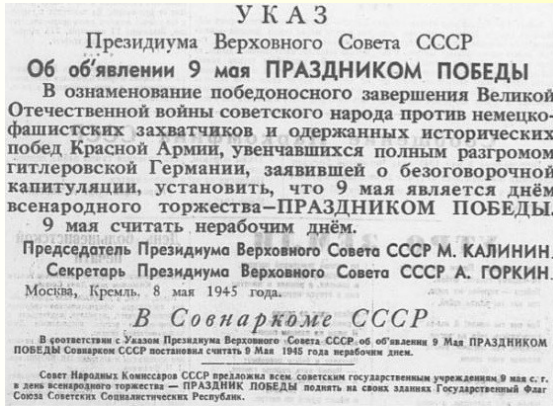 УКАЗ
Президиума Верховного Совета СССР
Об об'явлении 9 мая ПРАЗДНИКОМ ПОБЕДЫ
В ознаменование победоносного завершения Великой
Отечественной войны советского народа против немецко-
фашистских захватчиков и одержанных исторических
побед Красной Армии, увенчавшихся полным разгромом
гитлеровской Германии, заявившей о безоговорочной
капитуляции, установить, что 9 мая является днём
всенародного торжества—ПРАЗДНИКОМ ПОБЕДЫ.
9 мая считать нерабочим днём.
Председатель Президиума Верховного Совета СССР М. КАЛИНИН.
Секретарь Президиума Верховного Совета СССР А. ГОРКИН.
Москва, Кремль. 8 мая 1945 года.
В Совнаркоме СССР
В соответствии с Указом Президиума Верховного Совета СССР об об'явлении 9 Мая ПРАЗДНИКОМ
ПОБЕДЫ Совнарком СССР постановил считать 9 Мая 1945 года нерабочим днем.
Совет Народных Комиссаров СССР предложил всем советским государственным учреждениям 9 мая с. г.
в день всенародного торжества — ПРАЗДНИК ПОБЕДЫ поднять на своих зданиях Государственный Флаг
Союза Советских Социалистических Республик.